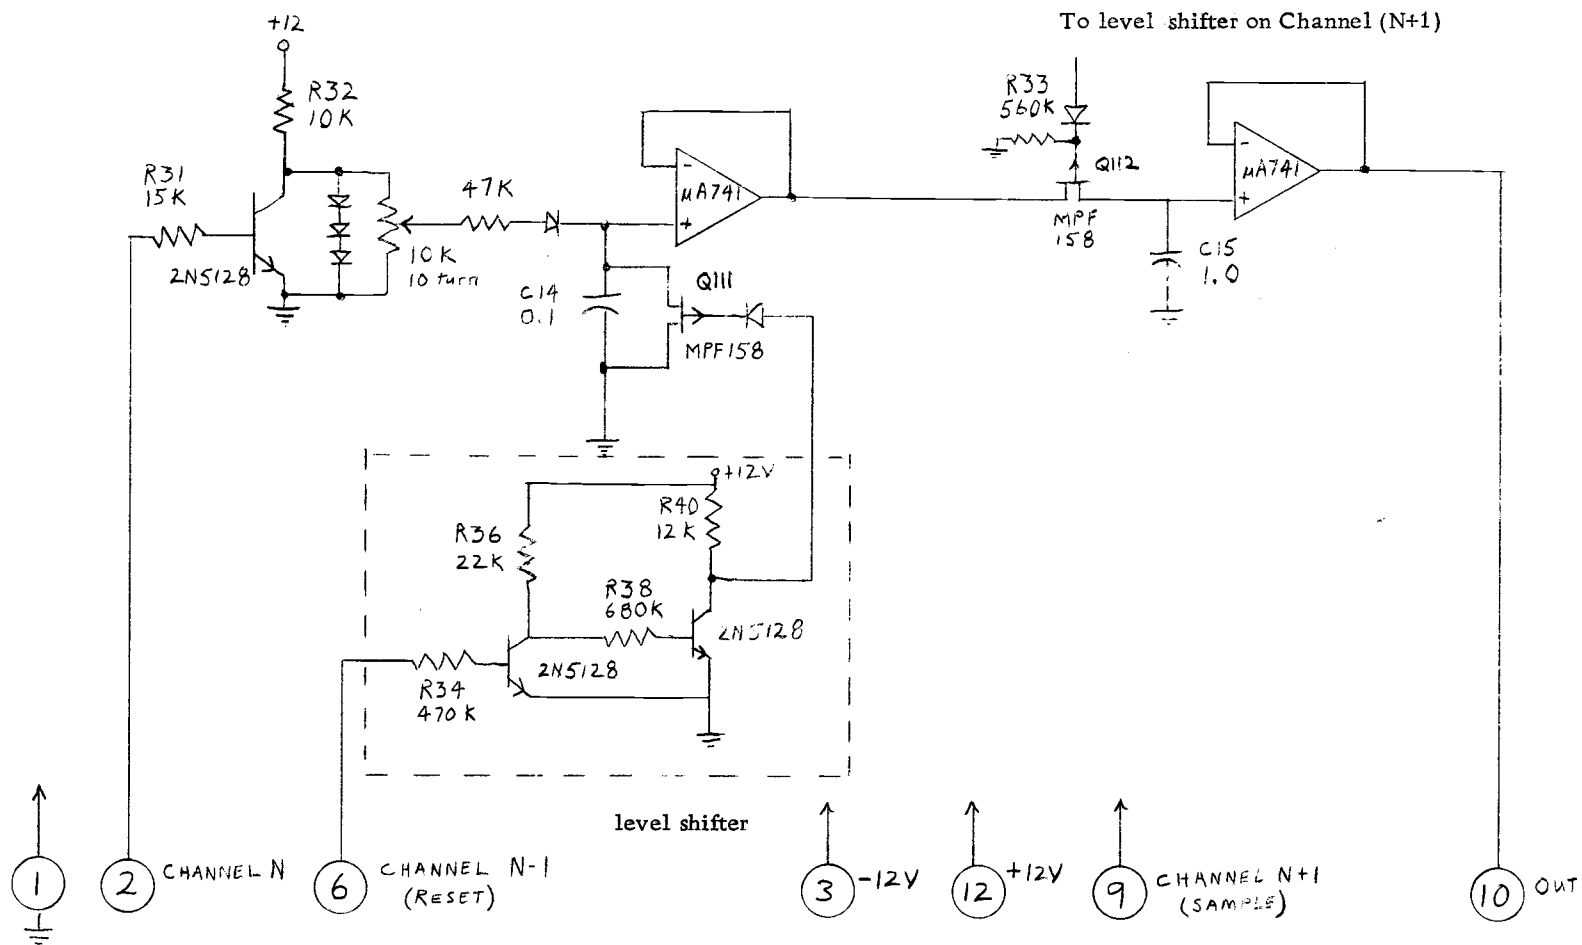 +12
To level shifter on Channel (N+1)
R32
10K
R33
560K
R31
15K
47K
-
μA741
+
Q112
-
μA741
+
MPF
158
2N5128
10K
10 turn
C14
0.1
Q111
MPF158
C15
1.0
+12V
R40
12K
R36
22K
R38
680K
2N5128
2N5128
R34
470K
level shifter
1
2
CHANNEL N
6
CHANNEL N-1
(RESET)
3
-12V
12
+12V
9
CHANNEL N+1
(SAMPLE)
10
OUT